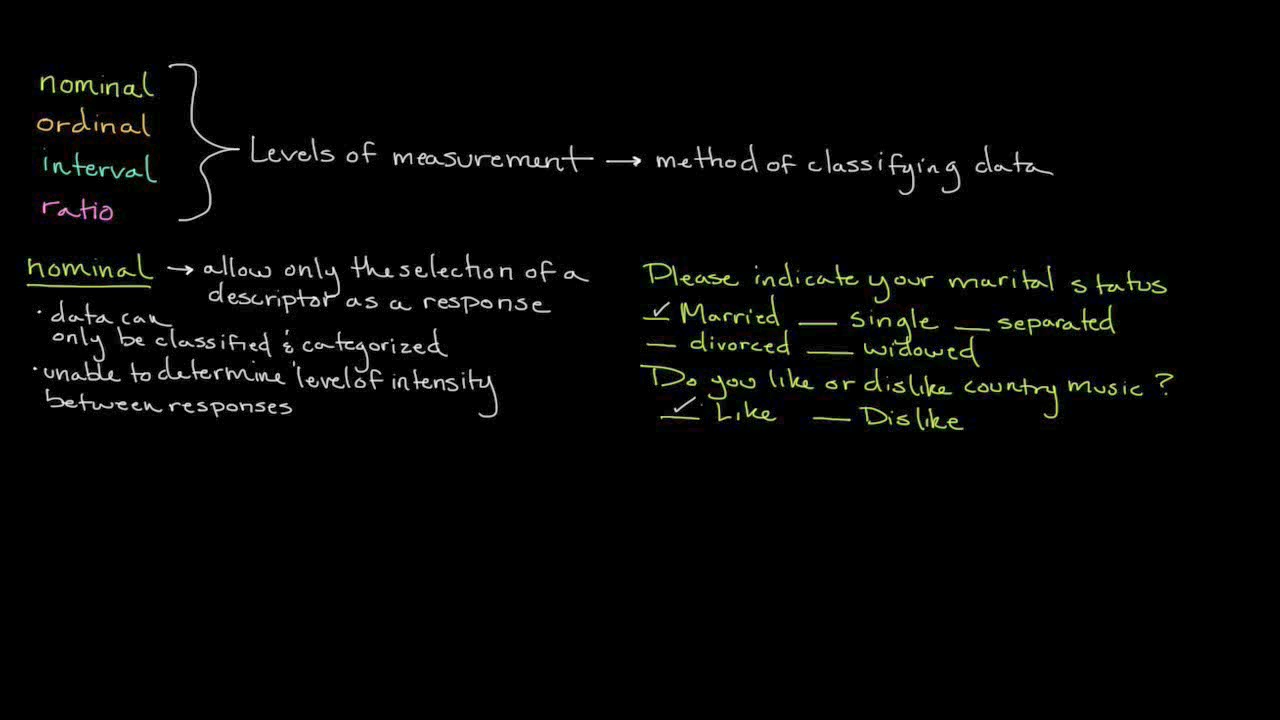 nominal
ordinal
interval
ratio
Levels of measurement → method of classifying data
nominal → allow only the selection of a
descriptor as a response
· data can
only be classified & categorized
· unable to determine level of intensity
between responses
Please indicate your marital status
✓ Married __ single __ separated
__ divorced __ widowed
Do you like or dislike country music?
✓ Like __ Dislike